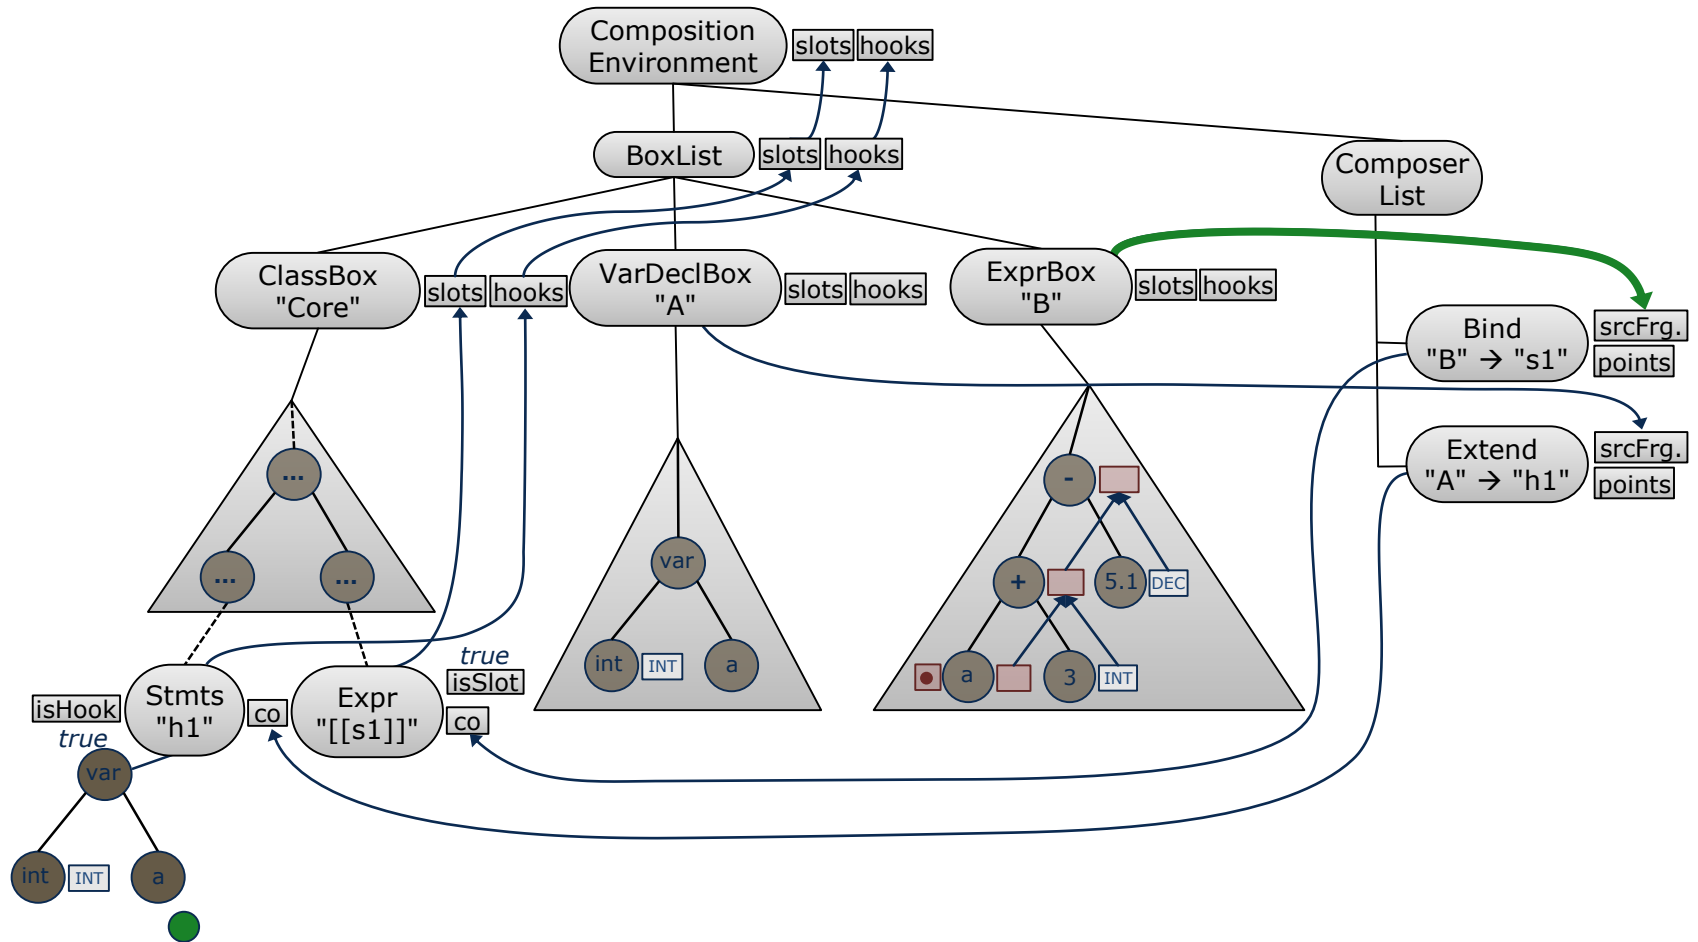 Composition
Environment
slots hooks
BoxList
slots hooks
Composer
List
ClassBox
"Core"
slots hooks
VarDeclBox
"A"
slots hooks
ExprBox
"B"
slots hooks
Bind
"B" → "s1"
srcFrg.
points
Extend
"A" → "h1"
srcFrg.
points
...
... ...
var
int INT a
-
+ 5.1 DEC
a 3 INT
isHook
true
Stmts
"h1"
co
Expr
"[[s1]]"
true
isSlot
co
var
int INT a